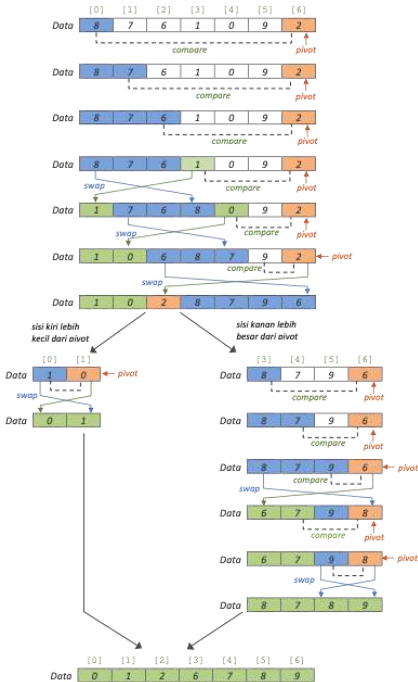 [0] [1] [2] [3] [4] [5] [6]
Data 8 7 6 1 0 9 2
compare pivot
Data 8 7 6 1 0 9 2
compare pivot
Data 8 7 6 1 0 9 2
compare pivot
Data 8 7 6 1 0 9 2
swap compare pivot
Data 1 7 6 8 0 9 2
swap compare pivot
Data 1 0 6 8 7 9 2 pivot
compare
swap
Data 1 0 2 8 7 9 6
sisi kiri lebih
kecil dari pivot
sisi kanan lebih
besar dari pivot
[0] [1]
Data 1 0 pivot
swap
Data 0 1
[3] [4] [5] [6]
Data 8 7 9 6
compare pivot
Data 8 7 9 6
compare pivot
Data 8 7 9 6 pivot
compare
swap
Data 6 7 9 8
compare pivot
Data 6 7 9 8 pivot
swap
Data 8 7 8 9
[0] [1] [2] [3] [4] [5] [6]
Data 0 1 2 6 7 8 9